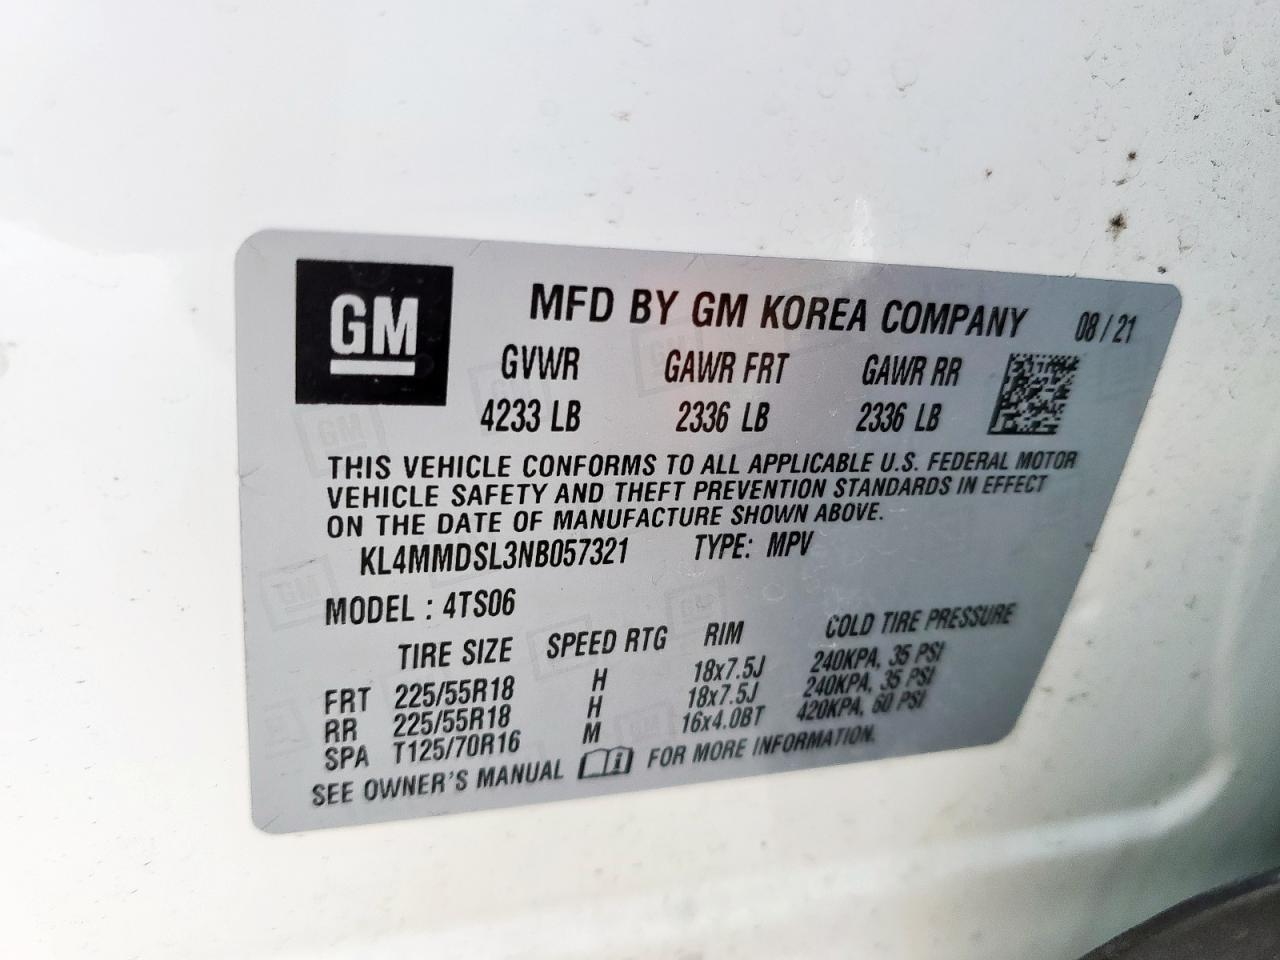 GM
MFD BY GM KOREA COMPANY 08/21
GVWR GAWR FRT GAWR RR
4233 LB 2336 LB 2336 LB
THIS VEHICLE CONFORMS TO ALL APPLICABLE U.S. FEDERAL MOTOR
VEHICLE SAFETY AND THEFT PREVENTION STANDARDS IN EFFECT
ON THE DATE OF MANUFACTURE SHOWN ABOVE.
KL4MMDSL3NB057321 TYPE: MPV
MODEL : 4TS06
TIRE SIZE SPEED RTG RIM COLD TIRE PRESSURE
FRT 225/55R18 H 18x7.5J 240KPA, 35 PSI
RR 225/55R18 H 18x7.5J 240KPA, 35 PSI
SPA T125/70R16 M 16x4.0BT 420KPA, 60 PSI
SEE OWNER'S MANUAL FOR MORE INFORMATION.